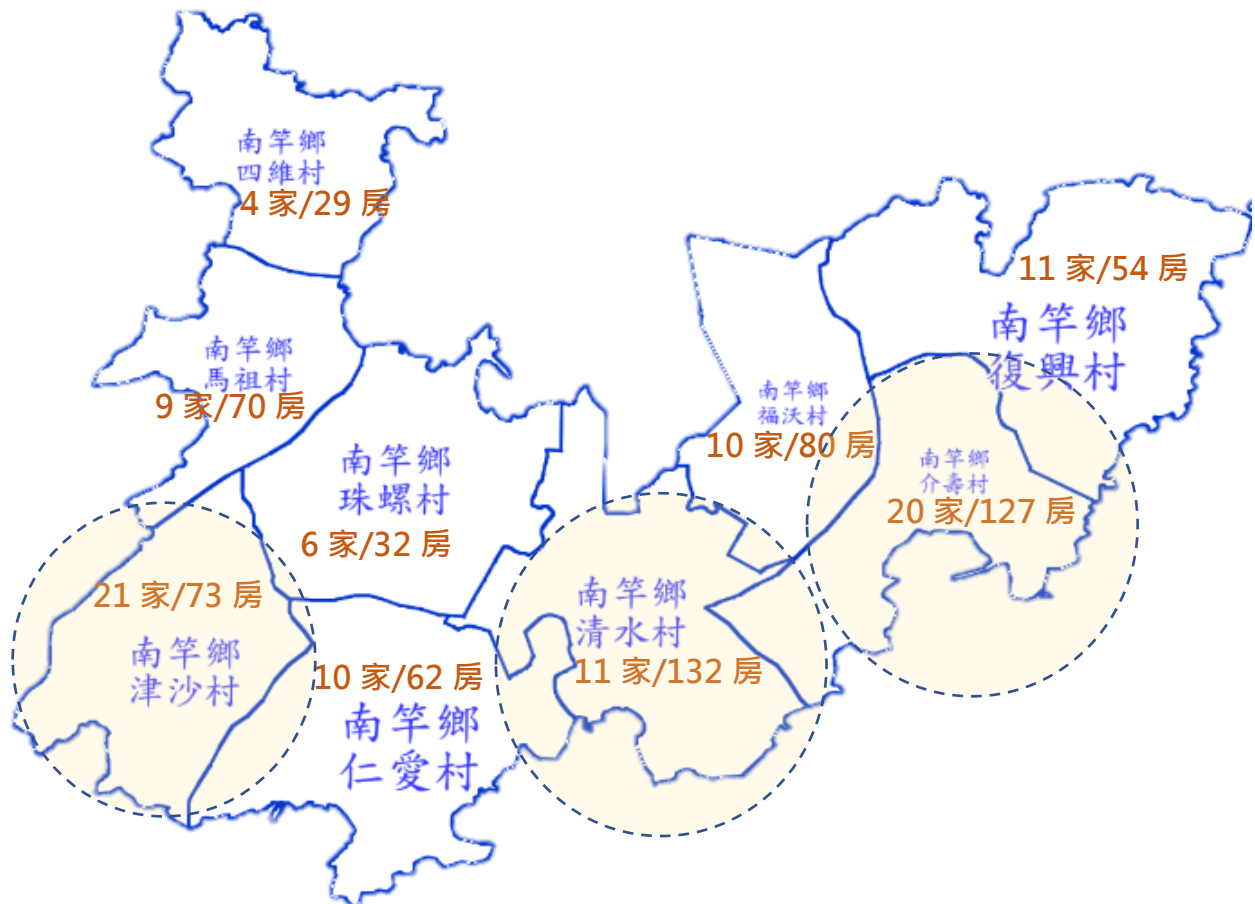 南竿鄉
四維村
4 家/29 房
11 家/54 房
南竿鄉
復興村
南竿鄉
馬祖村
9 家/70 房
南竿鄉
福沃村
10 家/80 房
南竿鄉
介壽村
20 家/127 房
南竿鄉
珠螺村
6 家/32 房
21 家/73 房
南竿鄉
津沙村
南竿鄉
清水村
11 家/132 房
10 家/62 房
南竿鄉
仁愛村